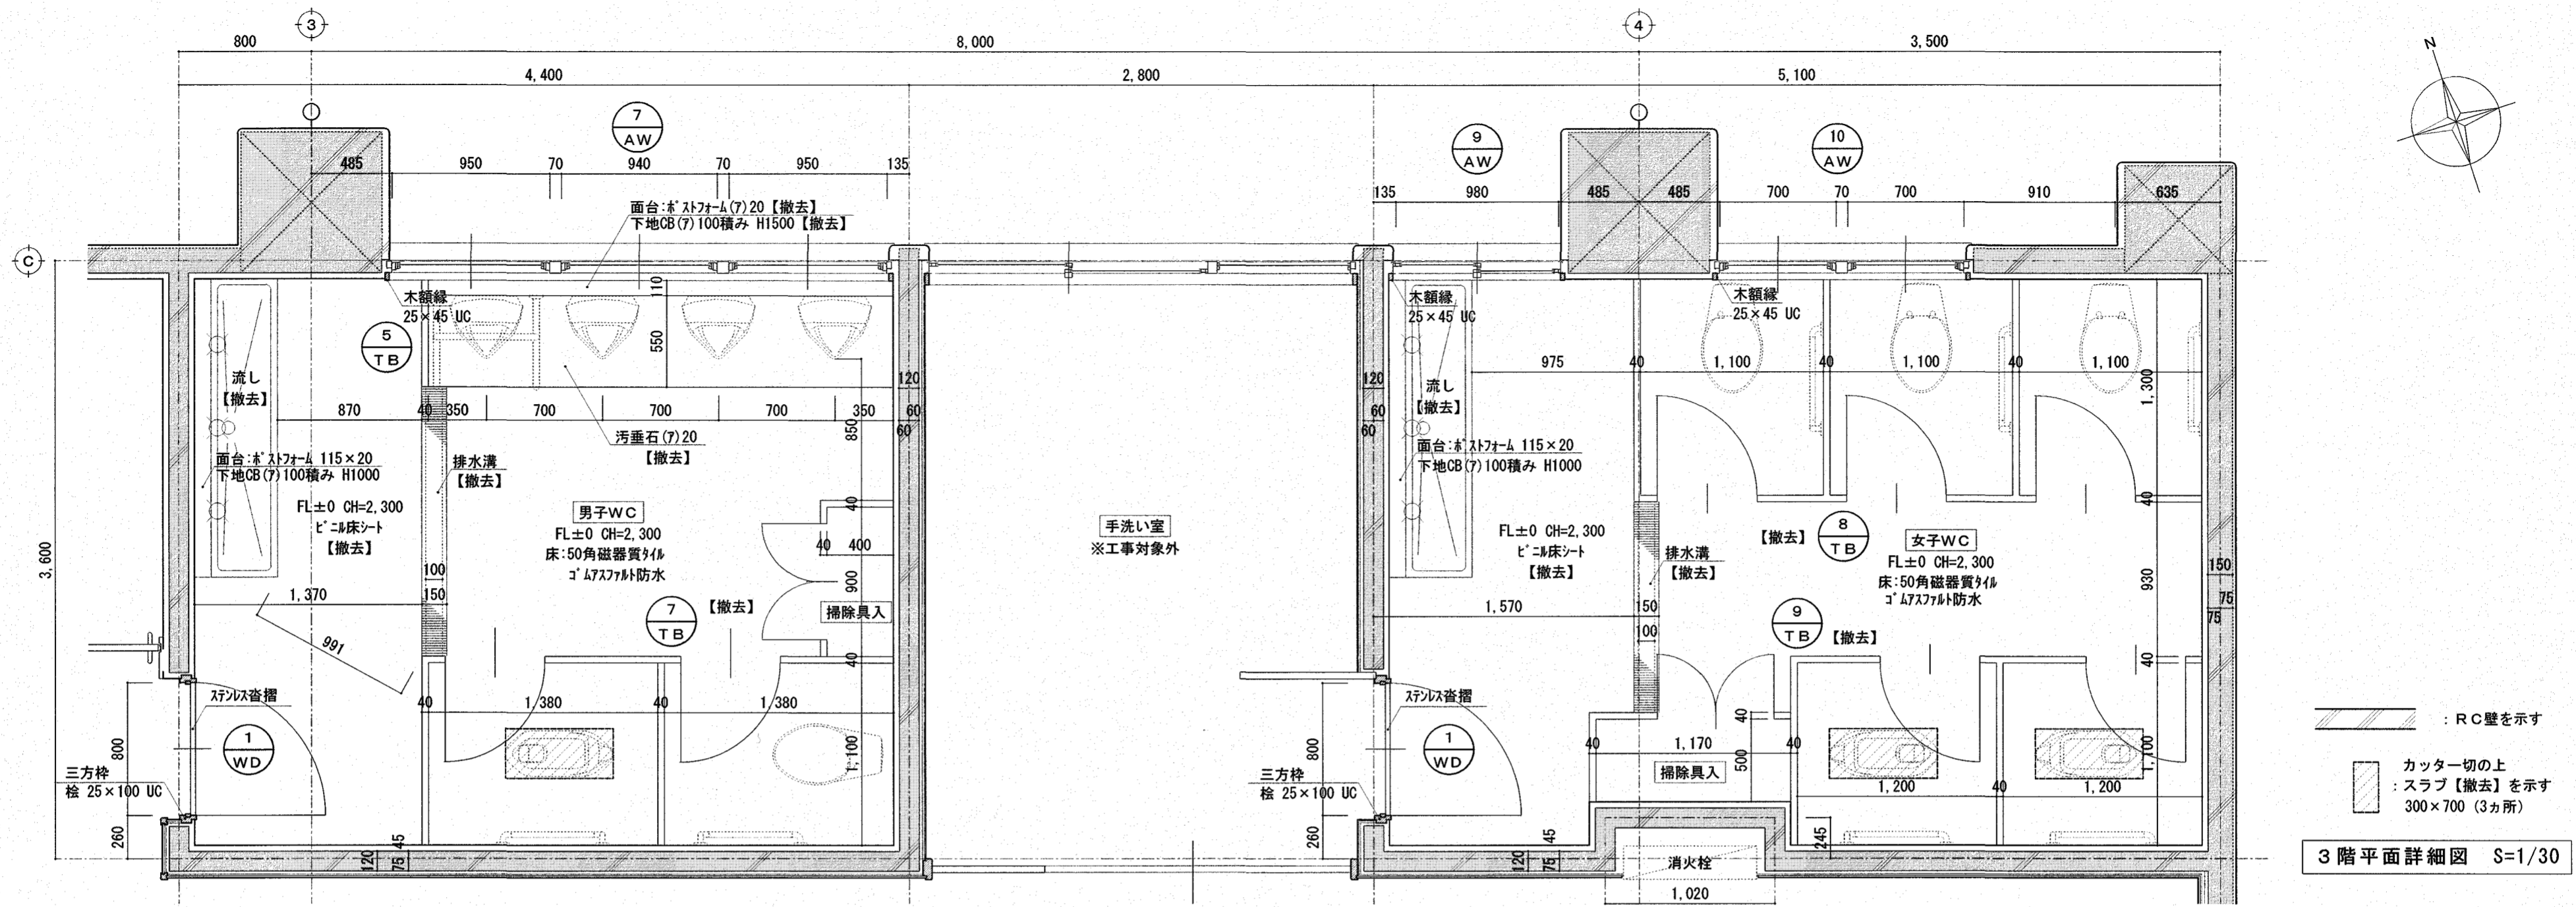 3
4
N
800
8,000
3,500
4,400
2,800
5,100
7
AW
9
AW
10
AW
485
950
70
940
70
950
135
135
980
485
485
700
70
700
910
635
面台:ﾎﾟｽﾄﾌｫｰﾑ(ｱ)20【撤去】
下地CB(ｱ)100積み H1500【撤去】
C
木額縁
25×45 UC
110
550
5
TB
流し
【撤去】
870
40
350
700
700
700
350
850
120
60
60
汚垂石(ｱ)20
【撤去】
面台:ﾎﾟｽﾄﾌｫｰﾑ 115×20
下地CB(ｱ)100積み H1000
排水溝
【撤去】
FL±0 CH=2,300
ﾋﾞﾆﾙ床ｼｰﾄ
【撤去】
男子WC
FL±0 CH=2,300
床:50角磁器質ﾀｲﾙ
ｺﾞﾑｱｽﾌｧﾙﾄ防水
40
40
400
900
掃除具入
40
100
150
1,370
991
7
TB
【撤去】
3,600
ｽﾃﾝﾚｽ沓摺
1
WD
800
三方枠
桧 25×100 UC
260
40
1,380
40
1,380
1,100
120
75
45
手洗い室
※工事対象外
木額縁
25×45 UC
120
60
60
流し
【撤去】
975
40
1,100
40
1,100
40
1,100
1,300
木額縁
25×45 UC
面台:ﾎﾟｽﾄﾌｫｰﾑ 115×20
下地CB(ｱ)100積み H1000
FL±0 CH=2,300
ﾋﾞﾆﾙ床ｼｰﾄ
【撤去】
排水溝
【撤去】
【撤去】
8
TB
女子WC
FL±0 CH=2,300
床:50角磁器質ﾀｲﾙ
ｺﾞﾑｱｽﾌｧﾙﾄ防水
40
930
40
150
75
75
1,570
150
100
9
TB
【撤去】
ｽﾃﾝﾚｽ沓摺
1
WD
800
三方枠
桧 25×100 UC
260
40
1,170
40
40
500
掃除具入
1,200
40
1,200
1,100
245
120
75
45
消火栓
1,020
:RC壁を示す
カッター切の上
:スラブ【撤去】を示す
300×700 (3ヵ所)
3階平面詳細図 S=1/30